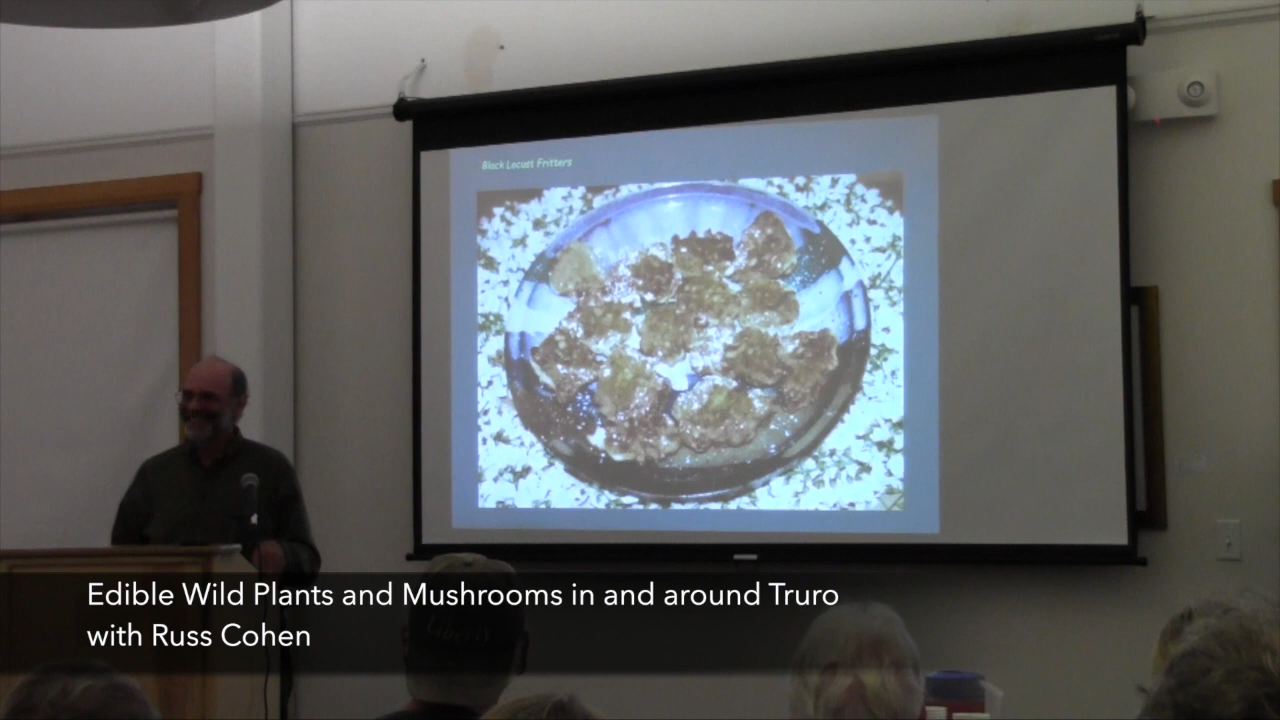 Black Locust Fritters
Edible Wild Plants and Mushrooms in and around Truro
with Russ Cohen